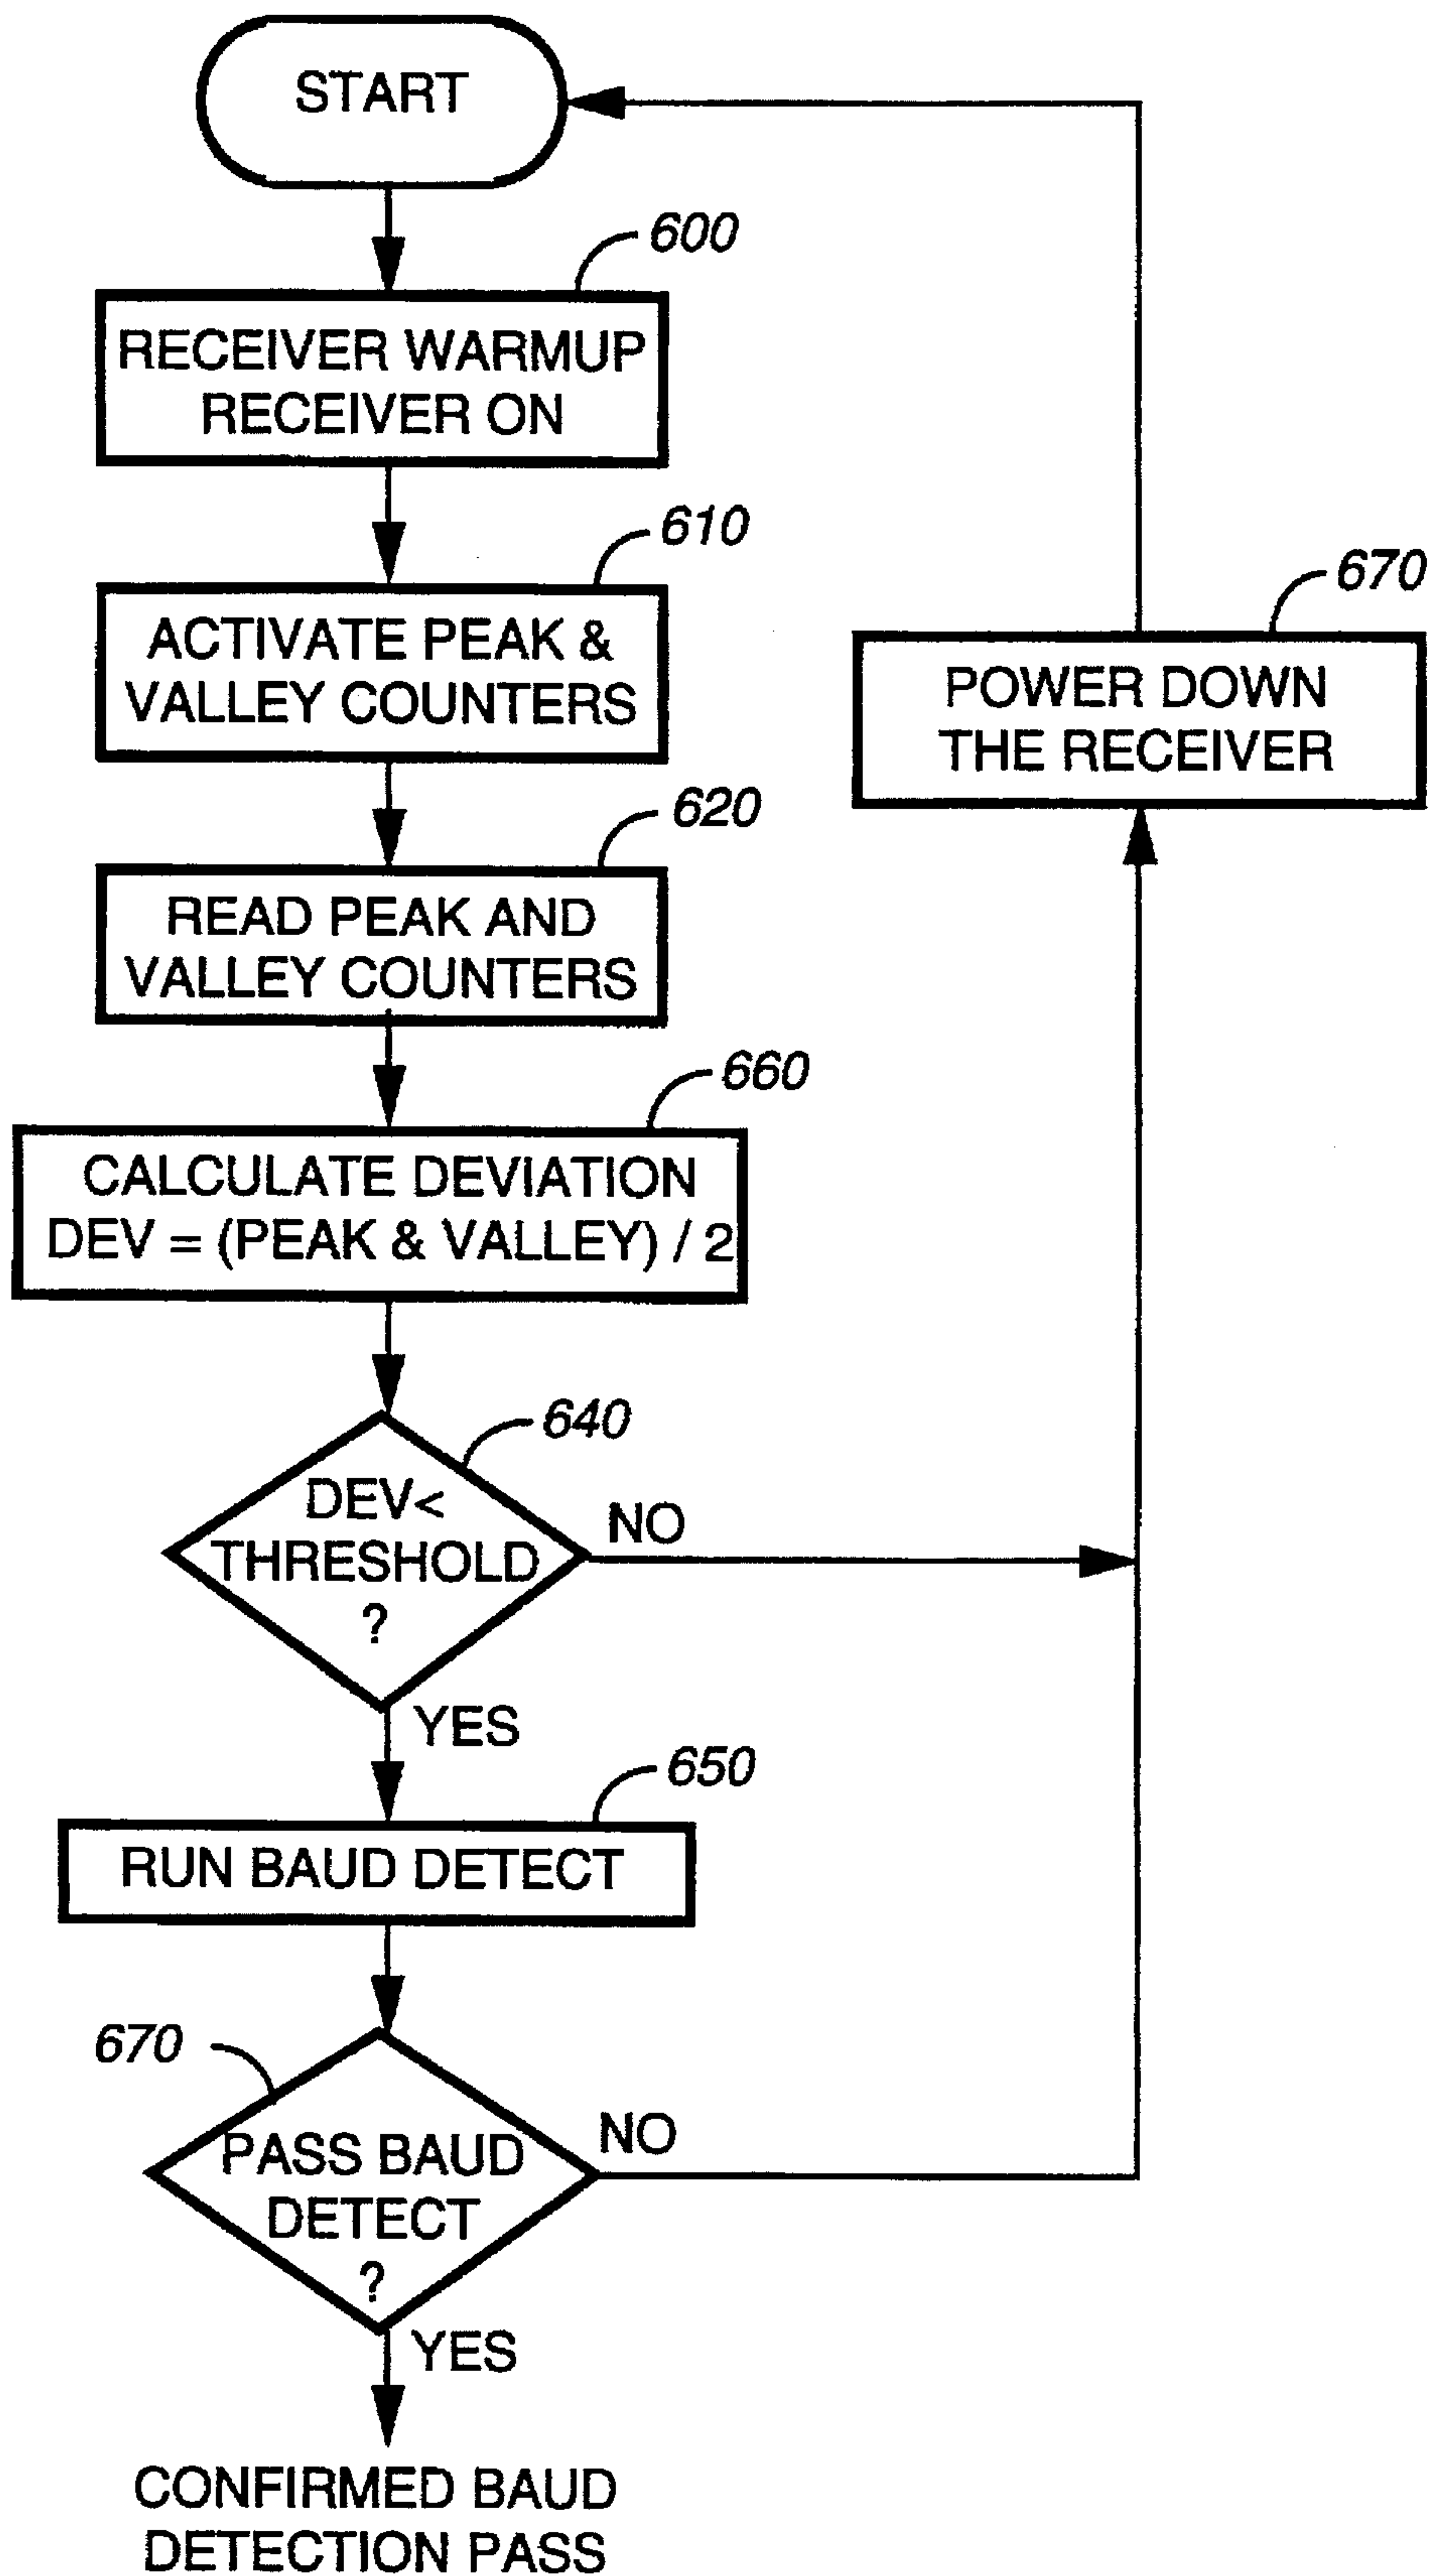 START
600
RECEIVER WARMUP
RECEIVER ON
610
ACTIVATE PEAK &
VALLEY COUNTERS
670
POWER DOWN
THE RECEIVER
620
READ PEAK AND
VALLEY COUNTERS
660
CALCULATE DEVIATION
DEV = (PEAK & VALLEY) / 2
640
DEV<
THRESHOLD
?
NO
YES
650
RUN BAUD DETECT
670
PASS BAUD
DETECT
?
NO
YES
CONFIRMED BAUD
DETECTION PASS